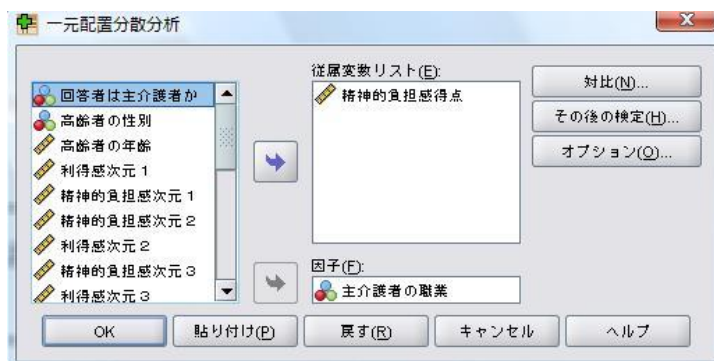 一元配置分散分析
回答者は主介護者か
高齢者の性別
高齢者の年齢
利得感次元1
精神的負担感次元1
精神的負担感次元2
利得感次元2
精神的負担感次元3
利得感次元3
従属変数リスト(E):
精神的負担感得点
因子(F):
主介護者の職業
対比(N)...
その後の検定(H)...
オプション(O)...
OK
貼り付け(P)
戻す(R)
キャンセル
ヘルプ